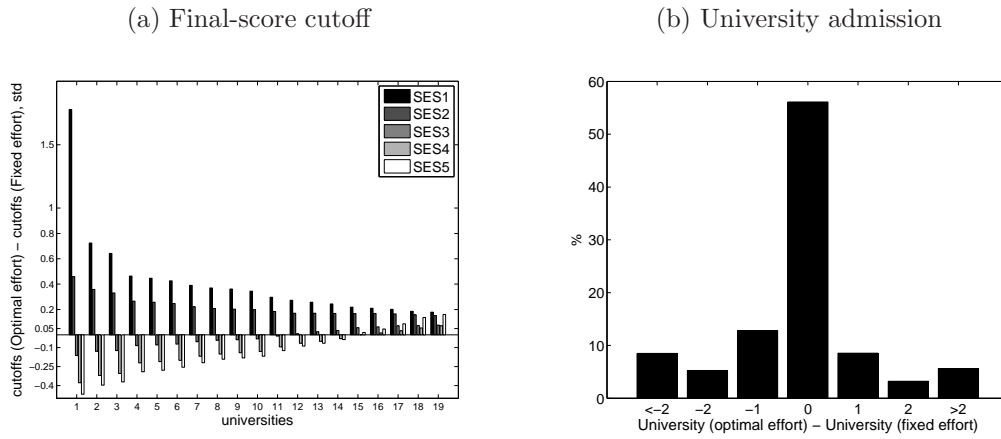 (a) Final-score cutoff
cutoffs (Optimal effort) − cutoffs (Fixed effort), std
1.5
1
0.8
0.6
0.4
0.2
0.05
−0.1
−0.25
−0.4
1 2 3 4 5 6 7 8 9 10 11 12 13 14 15 16 17 18 19
universities
SES1
SES2
SES3
SES4
SES5
(b) University admission
%
60
50
40
30
20
10
0
<−2 −2 −1 0 1 2 >2
University (optimal effort) − University (fixed effort)